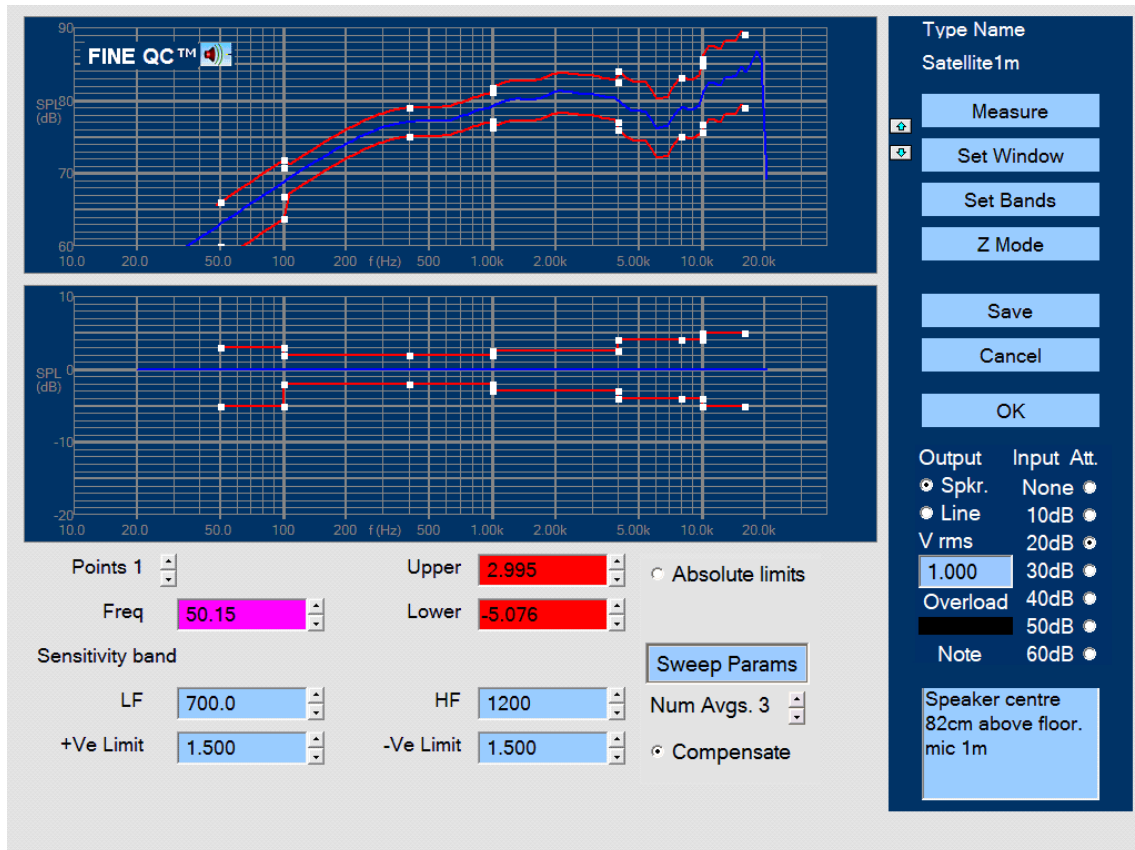 FINE QC™
90
SPL 80
(dB)
70
60
10.0 20.0 50.0 100 200 f (Hz) 500 1.00k 2.00k 5.00k 10.0k 20.0k
10
SPL 0
(dB)
-10
-20
10.0 20.0 50.0 100 200 f (Hz) 500 1.00k 2.00k 5.00k 10.0k 20.0k
Points 1
Upper 2.995
Absolute limits
Freq 50.15
Lower -5.076
Sensitivity band
Sweep Params
LF 700.0
HF 1200
Num Avgs. 3
+Ve Limit 1.500
-Ve Limit 1.500
Compensate
Type Name
Satellite1m
Measure
Set Window
Set Bands
Z Mode
Save
Cancel
OK
Output Input Att.
Spkr. None
Line 10dB
V rms 20dB
1.000 30dB
Overload 40dB
50dB
Note 60dB
Speaker centre
82cm above floor.
mic 1m